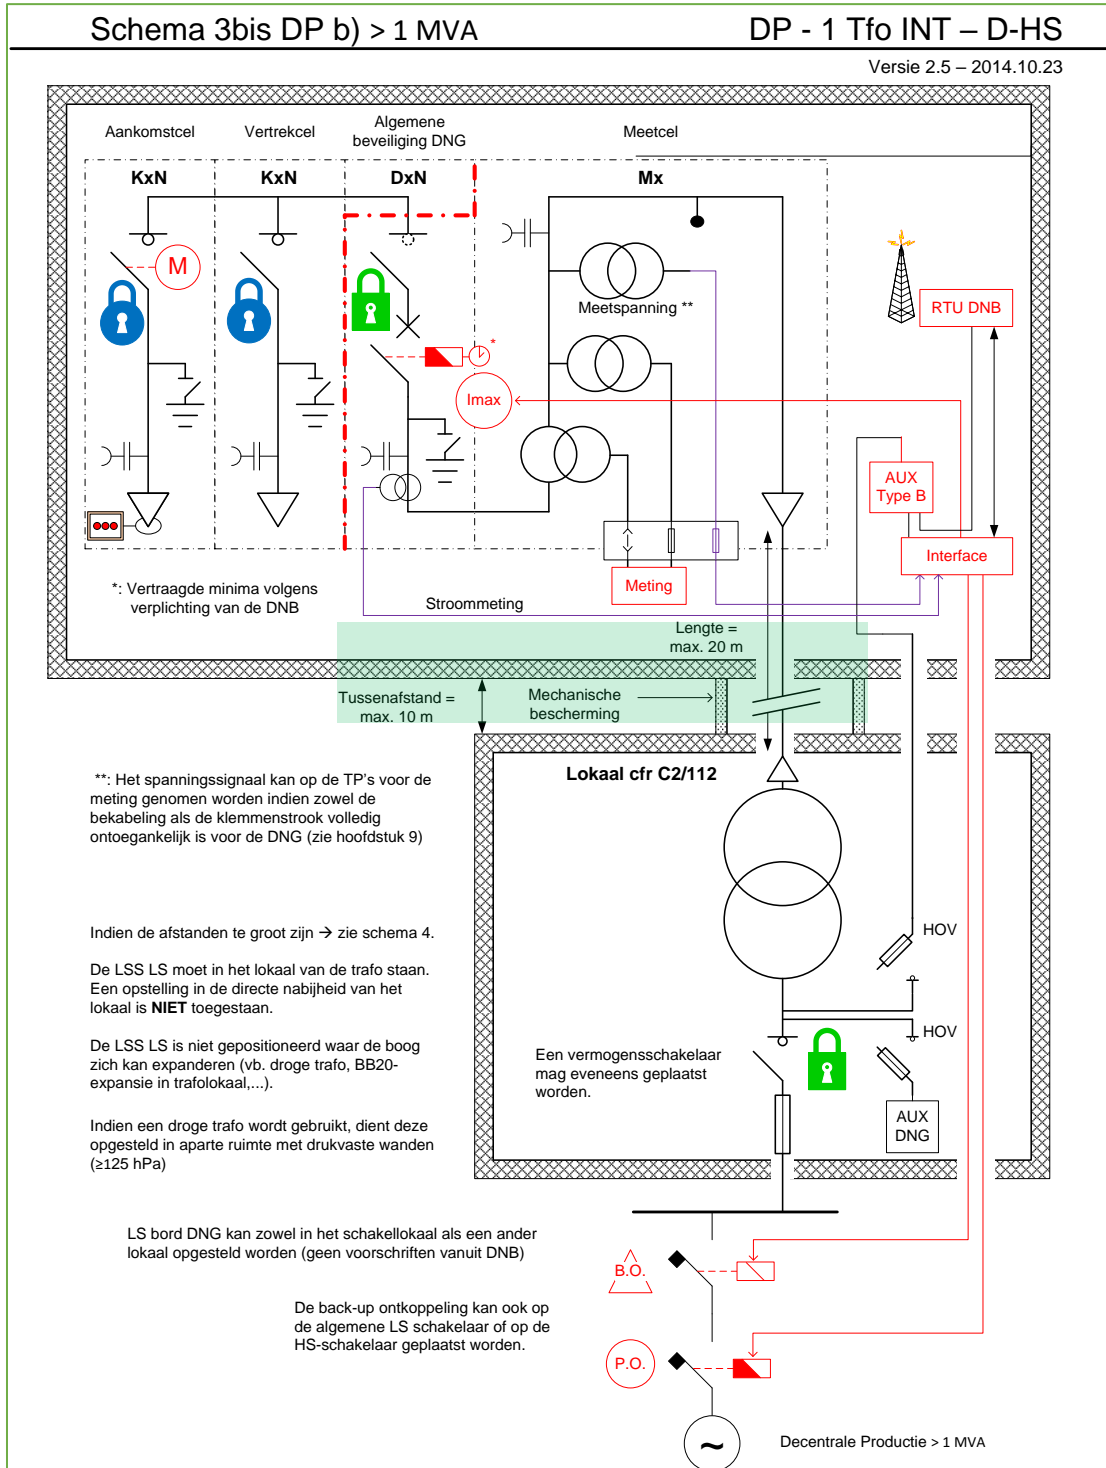 Schema 3bis DP b) > 1 MVA
DP - 1 Tfo INT – D-HS
Versie 2.5 – 2014.10.23
Aankomstcel
Vertrekcel
Algemene
beveiliging DNG
Meetcel
KxN
KxN
DxN
Mx
M
Meetspanning **
RTU DNB
*
Imax
AUX
Type B
Interface
Meting
*: Vertraagde minima volgens
verplichting van de DNB
Stroommeting
Lengte =
max. 20 m
Tussenafstand =
max. 10 m
Mechanische
bescherming
Lokaal cfr C2/112
**: Het spanningssignaal kan op de TP's voor de
meting genomen worden indien zowel de
bekabeling als de klemmenstrook volledig
ontoegankelijk is voor de DNG (zie hoofdstuk 9)
Indien de afstanden te groot zijn → zie schema 4.
De LSS LS moet in het lokaal van de trafo staan.
Een opstelling in de directe nabijheid van het
lokaal is NIET toegestaan.
De LSS LS is niet gepositioneerd waar de boog
zich kan expanderen (vb. droge trafo, BB20-
expansie in trafolokaal,...).
Indien een droge trafo wordt gebruikt, dient deze
opgesteld in aparte ruimte met drukvaste wanden
(≥125 hPa)
HOV
HOV
Een vermogensschakelaar
mag eveneens geplaatst
worden.
AUX
DNG
LS bord DNG kan zowel in het schakellokaal als een ander
lokaal opgesteld worden (geen voorschriften vanuit DNB)
B.O.
De back-up ontkoppeling kan ook op
de algemene LS schakelaar of op de
HS-schakelaar geplaatst worden.
P.O.
~
Decentrale Productie > 1 MVA